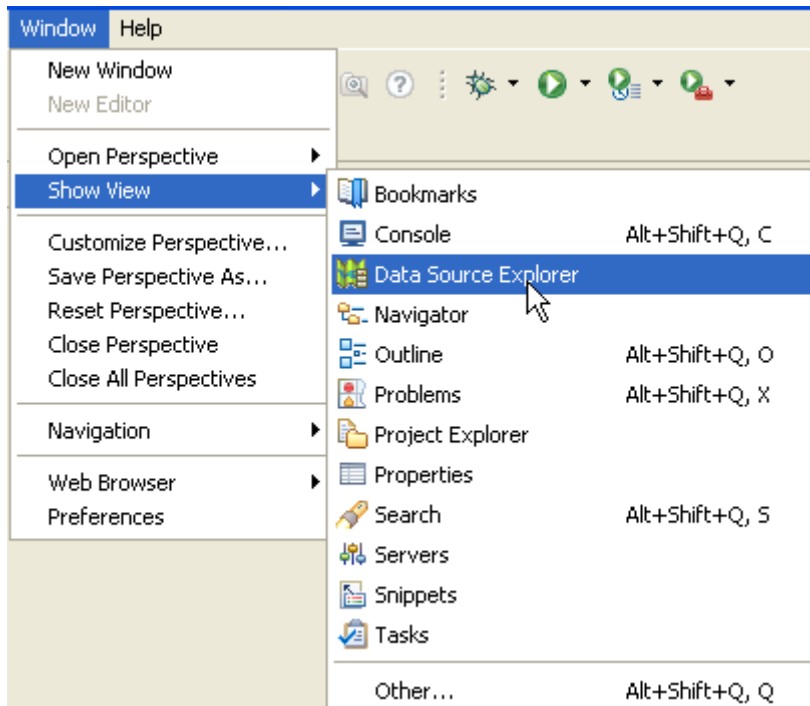 Window Help
New Window
New Editor
Open Perspective
Show View
Customize Perspective...
Save Perspective As...
Reset Perspective...
Close Perspective
Close All Perspectives
Navigation
Web Browser
Preferences
Bookmarks
Console Alt+Shift+Q, C
Data Source Explorer
Navigator
Outline Alt+Shift+Q, O
Problems Alt+Shift+Q, X
Project Explorer
Properties
Search Alt+Shift+Q, S
Servers
Snippets
Tasks
Other... Alt+Shift+Q, Q